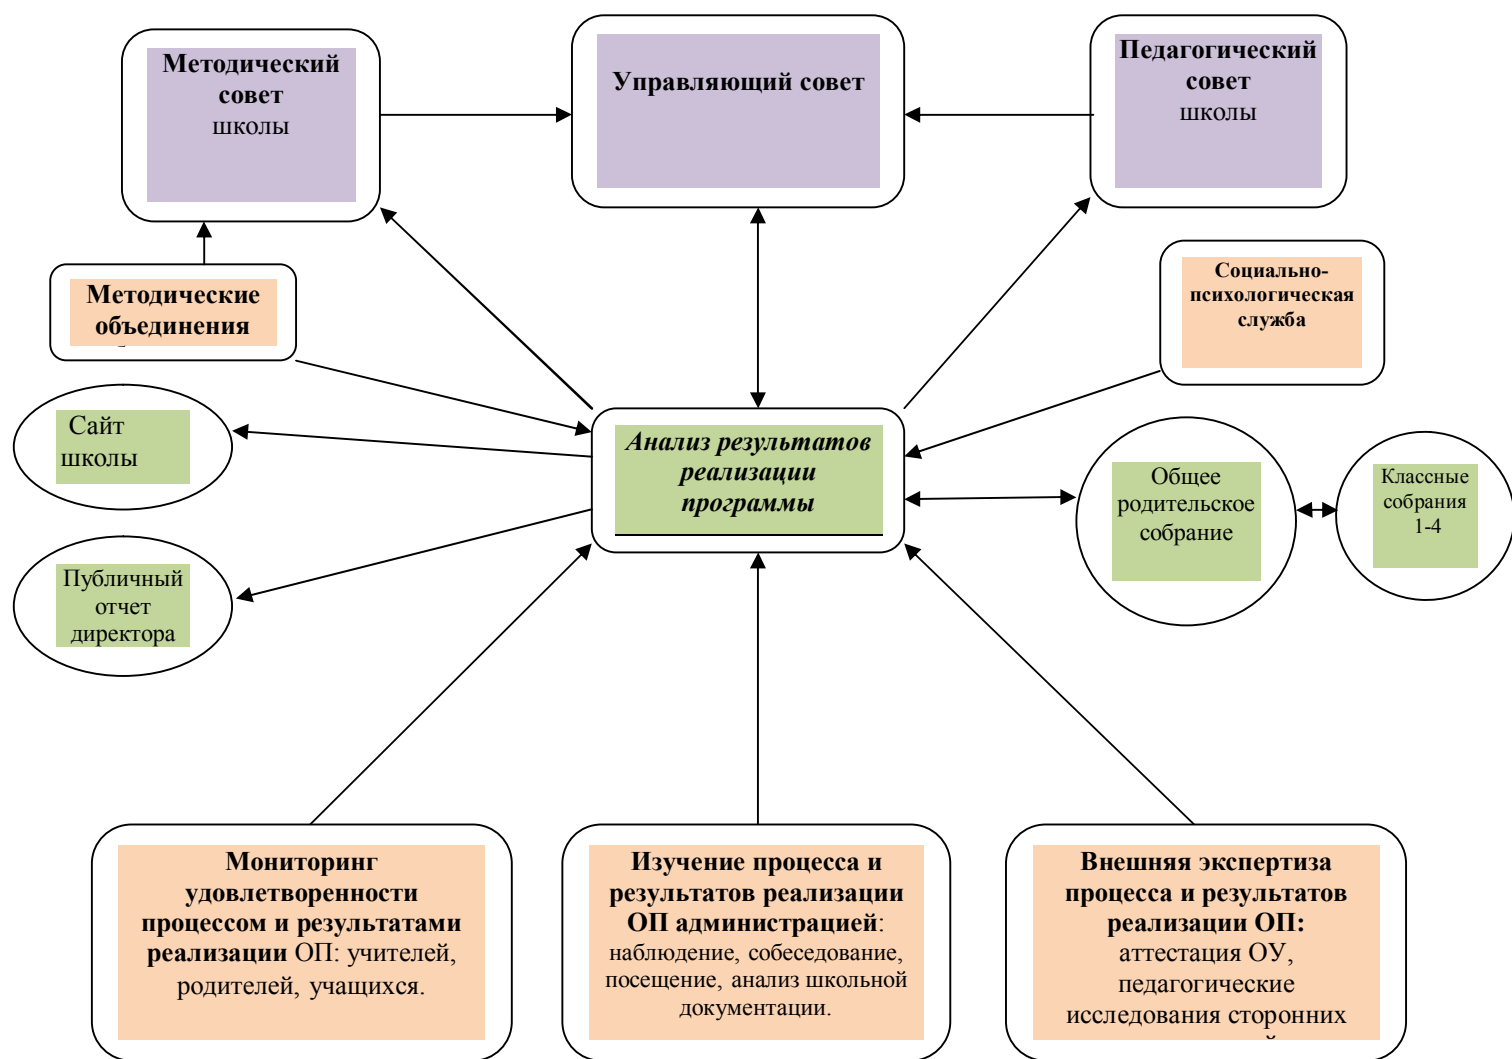 Методический
совет
школы
Управляющий совет
Педагогический
совет
школы
Методические
объединения
Социально-
психологическая
служба
Сайт
школы
Анализ результатов
реализации
программы
Общее
родительское
собрание
Классные
собрания
1-4
Публичный
отчет
директора
Мониторинг
удовлетворенности
процессом и результатами
реализации ОП: учителей,
родителей, учащихся.
Изучение процесса и
результатов реализации
ОП администрацией:
наблюдение, собеседование,
посещение, анализ школьной
документации.
Внешняя экспертиза
процесса и результатов
реализации ОП:
аттестация ОУ,
педагогические
исследования сторонних